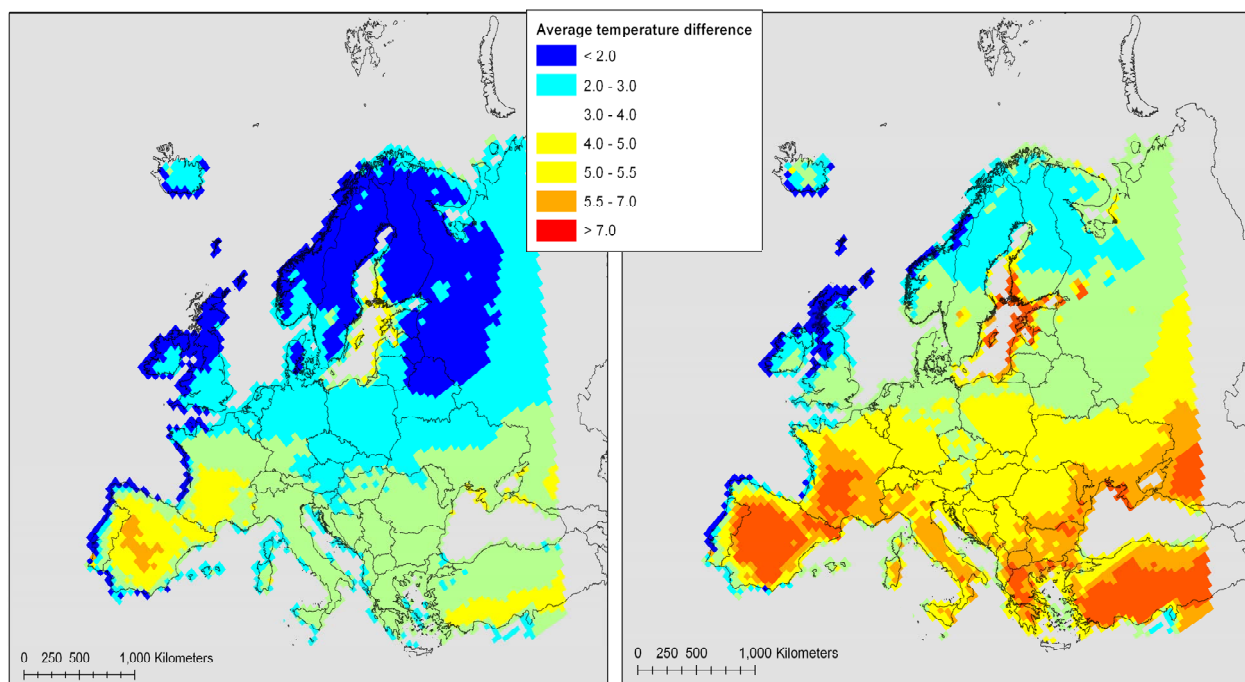 Average temperature difference
< 2.0
2.0 - 3.0
3.0 - 4.0
4.0 - 5.0
5.0 - 5.5
5.5 - 7.0
> 7.0
0 250 500 1,000 Kilometers
0 250 500 1,000 Kilometers